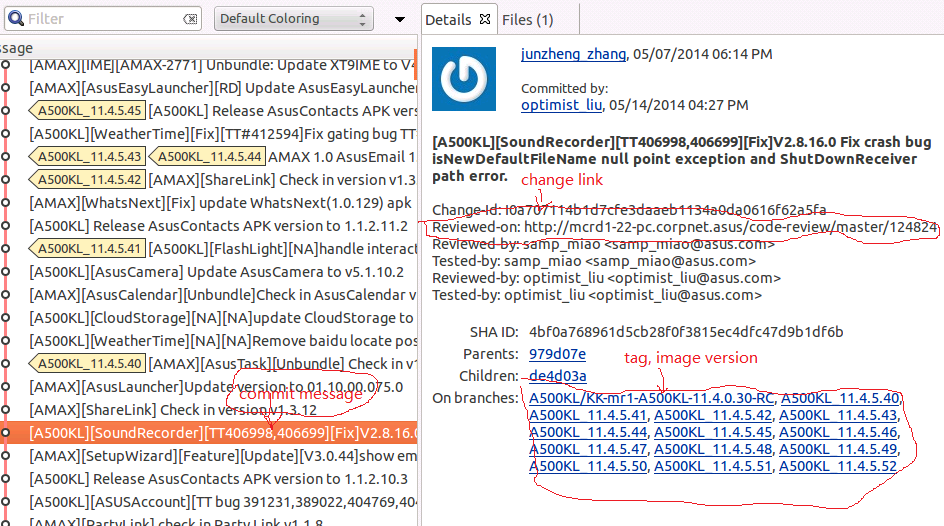 Filter
Default Coloring
ssage
[AMAX][IME][AMAX-2771] Unbundle: Update XT9IME to V4
[AMAX][AsusEasyLauncher][RD] Update AsusEasyLauncher
A500KL_11.4.5.45 [A500KL] Release AsusContacts APK vers
[A500KL][WeatherTime][Fix][TT#412594]Fix gating bug TT
A500KL_11.4.5.43 A500KL_11.4.5.44 AMAX 1.0 AsusEmail 1
A500KL_11.4.5.42 [AMAX][ShareLink] Check in version v1.3
[AMAX][WhatsNext][Fix] update WhatsNext(1.0.129) apk
[A500KL] Release AsusContacts APK version to 1.1.2.11.2
A500KL_11.4.5.41 [A500KL][FlashLight][NA]handle interact
[A500KL][AsusCamera] Update AsusCamera to v5.1.10.2
[AMAX][AsusCalendar][Unbundle]Check in AsusCalendar v
[A500KL][CloudStorage][NA][NA]update CloudStorage to
[A500KL][WeatherTime][NA][NA]Remove baidu locate pos
A500KL_11.4.5.40 [AMAX][AsusTask][Unbundle] Check in v1
[AMAX][AsusLauncher]Update version to 01.10.00.075.0
commit message
[AMAX][ShareLink] Check in version v1.3.12
[A500KL][SoundRecorder][TT406998,406699][Fix]V2.8.16.0
[AMAX][SetupWizard][Feature][Update][V3.0.44]show em
[A500KL] Release AsusContacts APK version to 1.1.2.10.3
[A500KL][ASUSAccount][TT bug 391231,389022,404769,404
[AMAX][PartyLink] check in Party Link v1.1.8
Details Files (1)
junzheng_zhang, 05/07/2014 06:14 PM
Committed by:
optimist_liu, 05/14/2014 04:27 PM
[A500KL][SoundRecorder][TT406998,406699][Fix]V2.8.16.0 Fix crash bug
isNewDefaultFileName null point exception and ShutDownReceiver
path error.
change link
Change-Id: I0a707114b1d7cfe3daaeb1134a0da0616f62a5fa
Reviewed-on: http://mcrd1-22-pc.corpnet.asus/code-review/master/124824
Reviewed-by: samp_miao <samp_miao@asus.com>
Tested-by: samp_miao <samp_miao@asus.com>
Reviewed-by: optimist_liu <optimist_liu@asus.com>
Tested-by: optimist_liu <optimist_liu@asus.com>
SHA ID: 4bf0a768961d5cb28f0f3815ec4dfc47d9b1df6b
Parents: 979d07e
tag, image version
Children: de4d03a
On branches: A500KL/KK-mr1-A500KL-11.4.0.30-RC, A500KL_11.4.5.40,
A500KL_11.4.5.41, A500KL_11.4.5.42, A500KL_11.4.5.43,
A500KL_11.4.5.44, A500KL_11.4.5.45, A500KL_11.4.5.46,
A500KL_11.4.5.47, A500KL_11.4.5.48, A500KL_11.4.5.49,
A500KL_11.4.5.50, A500KL_11.4.5.51, A500KL_11.4.5.52